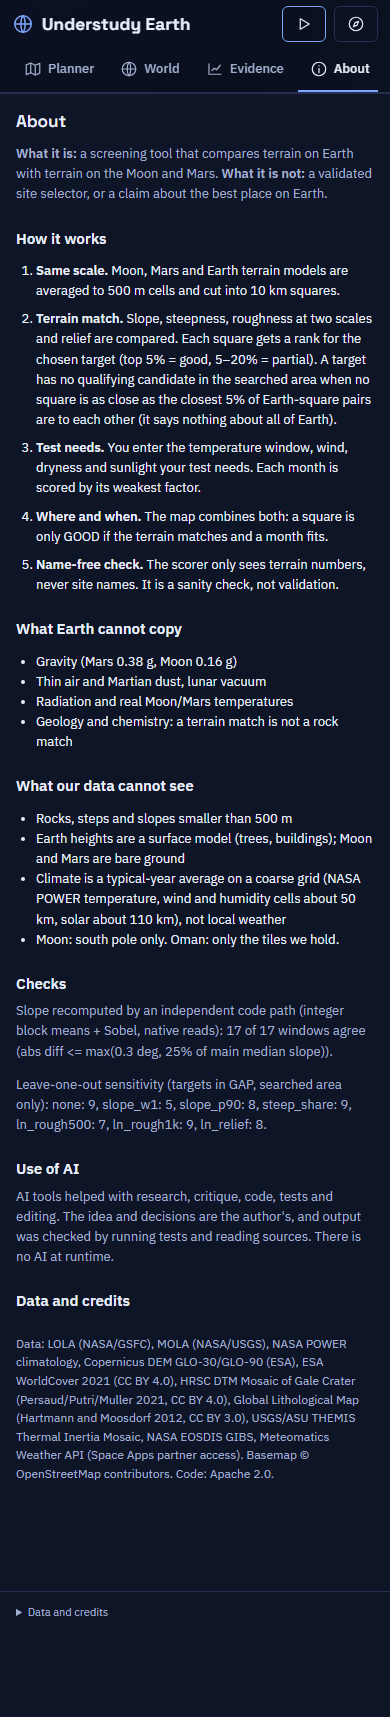 Understudy Earth
Planner World Evidence About
About
What it is: a screening tool that compares terrain on Earth
with terrain on the Moon and Mars. What it is not: a validated
site selector, or a claim about the best place on Earth.
How it works
1. Same scale. Moon, Mars and Earth terrain models are
averaged to 500 m cells and cut into 10 km squares.
2. Terrain match. Slope, steepness, roughness at two scales
and relief are compared. Each square gets a rank for the
chosen target (top 5% = good, 5–20% = partial). A target
has no qualifying candidate in the searched area when no
square is as close as the closest 5% of Earth-square pairs
are to each other (it says nothing about all of Earth).
3. Test needs. You enter the temperature window, wind,
dryness and sunlight your test needs. Each month is
scored by its weakest factor.
4. Where and when. The map combines both: a square is
only GOOD if the terrain matches and a month fits.
5. Name-free check. The scorer only sees terrain numbers,
never site names. It is a sanity check, not validation.
What Earth cannot copy
• Gravity (Mars 0.38 g, Moon 0.16 g)
• Thin air and Martian dust, lunar vacuum
• Radiation and real Moon/Mars temperatures
• Geology and chemistry: a terrain match is not a rock
match
What our data cannot see
• Rocks, steps and slopes smaller than 500 m
• Earth heights are a surface model (trees, buildings); Moon
and Mars are bare ground
• Climate is a typical-year average on a coarse grid (NASA
POWER temperature, wind and humidity cells about 50
km, solar about 110 km), not local weather
• Moon: south pole only. Oman: only the tiles we hold.
Checks
Slope recomputed by an independent code path (integer
block means + Sobel, native reads): 17 of 17 windows agree
(abs diff <= max(0.3 deg, 25% of main median slope)).
Leave-one-out sensitivity (targets in GAP, searched area
only): none: 9, slope_w1: 5, slope_p90: 8, steep_share: 9,
ln_rough500: 7, ln_rough1k: 9, ln_relief: 8.
Use of AI
AI tools helped with research, critique, code, tests and
editing. The idea and decisions are the author's, and output
was checked by running tests and reading sources. There is
no AI at runtime.
Data and credits
Data: LOLA (NASA/GSFC), MOLA (NASA/USGS), NASA POWER
climatology, Copernicus DEM GLO-30/GLO-90 (ESA), ESA
WorldCover 2021 (CC BY 4.0), HRSC DTM Mosaic of Gale Crater
(Persaud/Putri/Muller 2021, CC BY 4.0), Global Lithological Map
(Hartmann and Moosdorf 2012, CC BY 3.0), USGS/ASU THEMIS
Thermal Inertia Mosaic, NASA EOSDIS GIBS, Meteomatics
Weather API (Space Apps partner access). Basemap ©
OpenStreetMap contributors. Code: Apache 2.0.
Data and credits